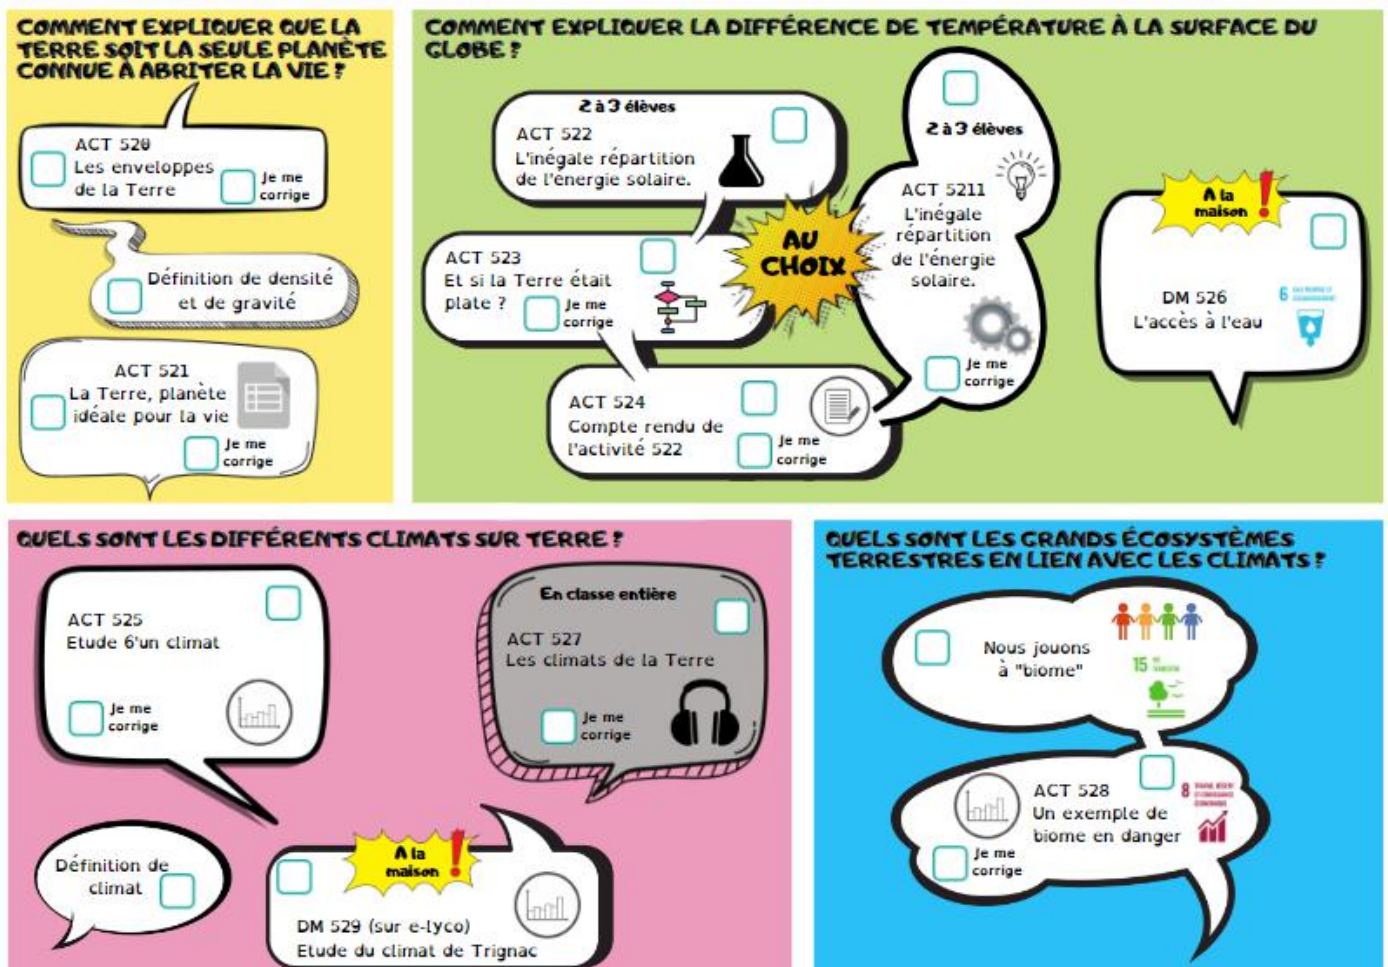 COMMENT EXPLIQUER QUE LA
TERRE SOIT LA SEULE PLANÈTE
CONNUE À ABRITER LA VIE ?
ACT 520
Les enveloppes
de la Terre
Je me
corrige
Définition de densité
et de gravité
ACT 521
La Terre, planète
idéale pour la vie
Je me
corrige
COMMENT EXPLIQUER LA DIFFÉRENCE DE TEMPÉRATURE À LA SURFACE DU
GLOBE ?
2 à 3 élèves
ACT 522
L'inégale répartition
de l'énergie solaire.
ACT 523
Et si la Terre était
plate ?
Je me
corrige
ACT 524
Compte rendu de
l'activité 522
Je me
corrige
AU
CHOIX
2 à 3 élèves
ACT 5211
L'inégale
répartition
de l'énergie
solaire.
Je me
corrige
A la
maison
DM 526
L'accès à l'eau
6
QUELS SONT LES DIFFÉRENTS CLIMATS SUR TERRE ?
ACT 525
Etude 6'un climat
Je me
corrige
En classe entière
ACT 527
Les climats de la Terre
Je me
corrige
Définition de
climat
A la
maison
DM 529 (sur e-lyco)
Etude du climat de Trignac
QUELS SONT LES GRANDS ÉCOSYSTÈMES
TERRESTRES EN LIEN AVEC LES CLIMATS ?
Nous jouons
à "biome"
15
ACT 528
Un exemple de
biome en danger
Je me
corrige
8